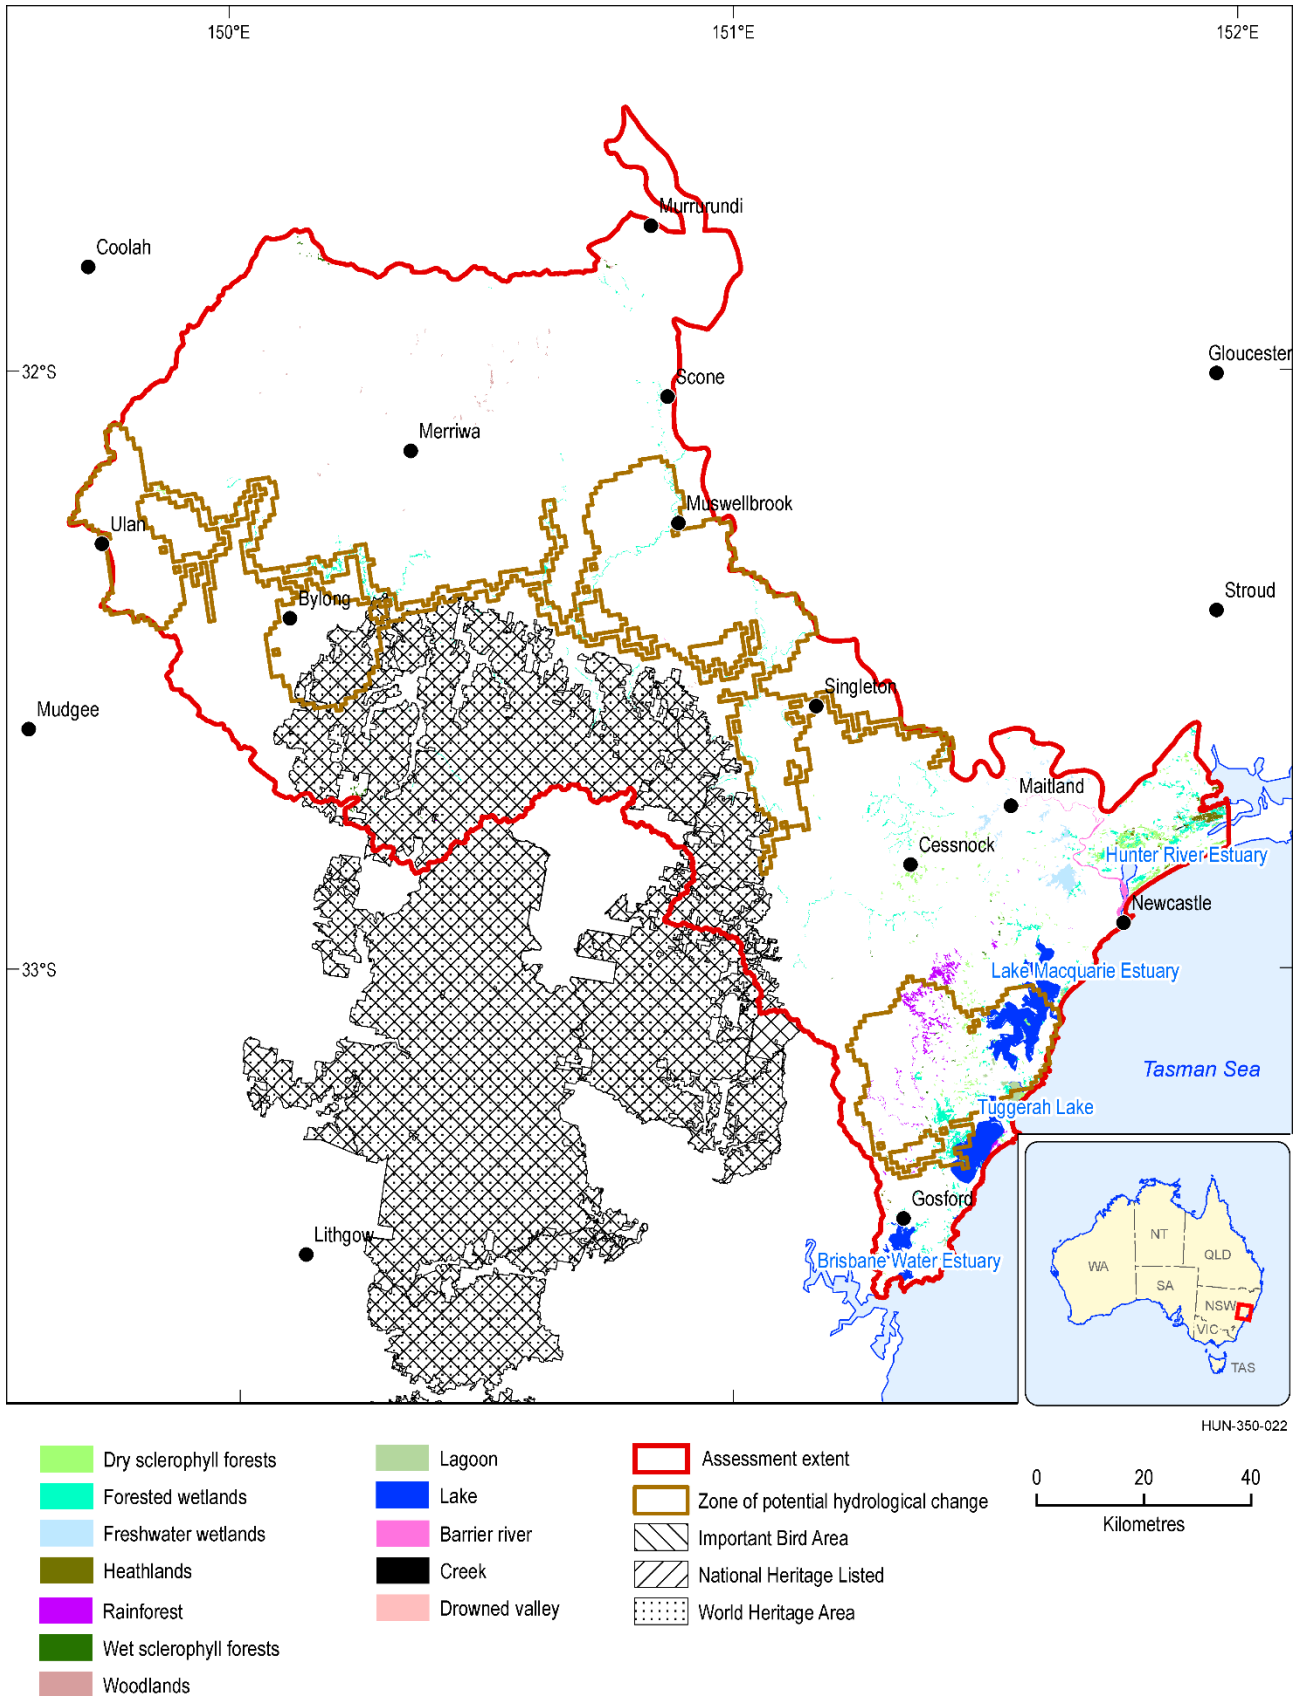 150°E
151°E
152°E
Murrurundi
Coolah
Gloucester
32°S
Scone
Merriwa
Muswellbrook
Ulan
Stroud
Bylong
Singleton
Mudgee
Maitland
Hunter River Estuary
Cessnock
Newcastle
33°S
Lake Macquarie Estuary
Tasman Sea
Tuggerah Lake
Gosford
Lithgow
Brisbane Water Estuary
NT
QLD
WA
SA
NSW
VIC
TAS
HUN-350-022
Dry sclerophyll forests
Forested wetlands
Freshwater wetlands
Heathlands
Rainforest
Wet sclerophyll forests
Woodlands
Lagoon
Lake
Barrier river
Creek
Drowned valley
Assessment extent
Zone of potential hydrological change
Important Bird Area
National Heritage Listed
World Heritage Area
0 20 40
Kilometres